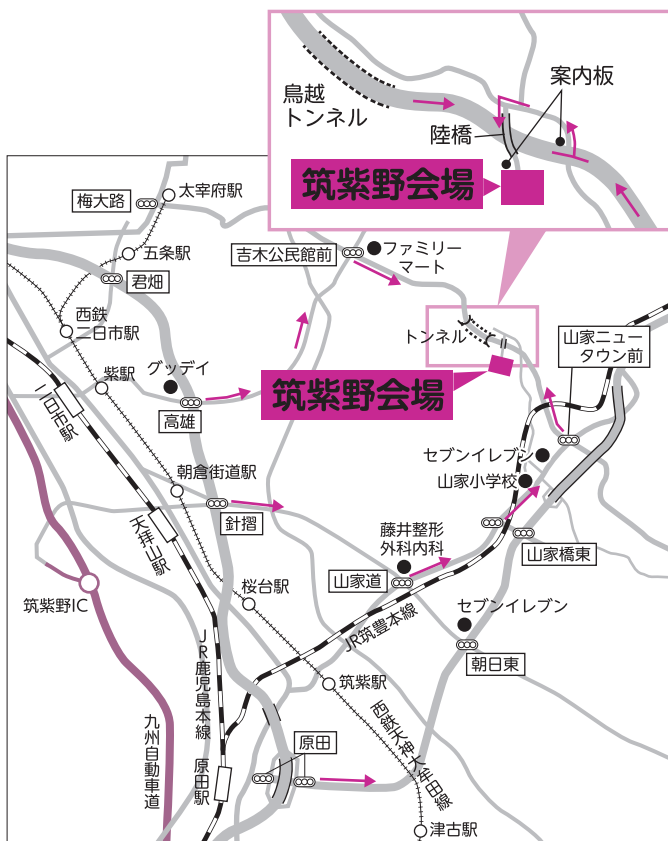 鳥越
トンネル
案内板
陸橋
筑紫野会場
太宰府駅
梅大路
五条駅
吉木公民館前
ファミリー
マート
君畑
西鉄
二日市駅
トンネル
山家ニュー
タウン前
グッデイ
紫駅
筑紫野会場
二日市駅
高雄
セブンイレブン
朝倉街道駅
山家小学校
針摺
天拝山駅
藤井整形
外科内科
山家橋東
山家道
筑紫野IC
桜台駅
セブンイレブン
JR筑豊本線
朝日東
JR鹿児島本線
筑紫駅
西鉄天神大牟田線
九州自動車道
原田
原田駅
津古駅